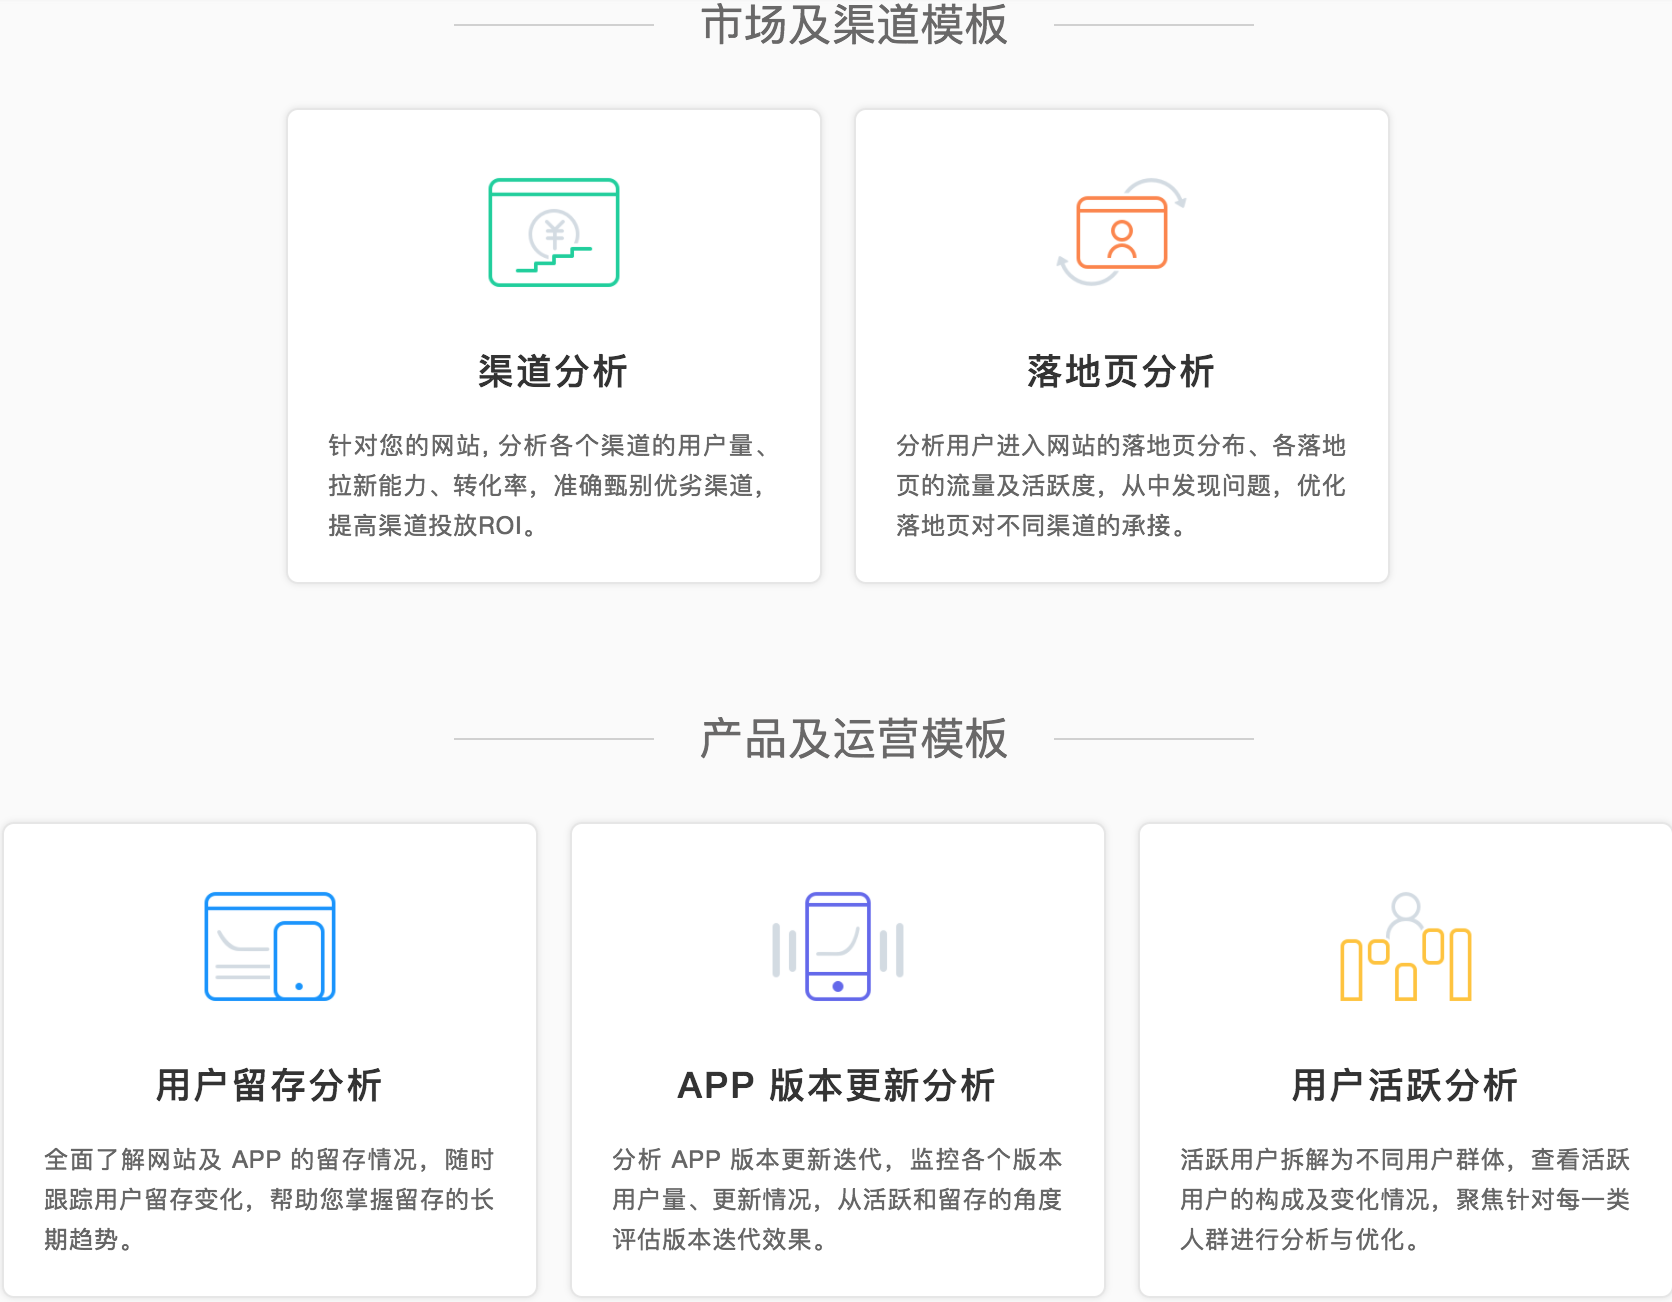 市场及渠道模板
渠道分析
针对您的网站, 分析各个渠道的用户量、
拉新能力、转化率，准确甄别优劣渠道，
提高渠道投放ROI。
落地页分析
分析用户进入网站的落地页分布、各落地
页的流量及活跃度，从中发现问题，优化
落地页对不同渠道的承接。
产品及运营模板
用户留存分析
全面了解网站及 APP 的留存情况，随时
跟踪用户留存变化，帮助您掌握留存的长
期趋势。
APP 版本更新分析
分析 APP 版本更新迭代，监控各个版本
用户量、更新情况，从活跃和留存的角度
评估版本迭代效果。
用户活跃分析
活跃用户拆解为不同用户群体，查看活跃
用户的构成及变化情况，聚焦针对每一类
人群进行分析与优化。